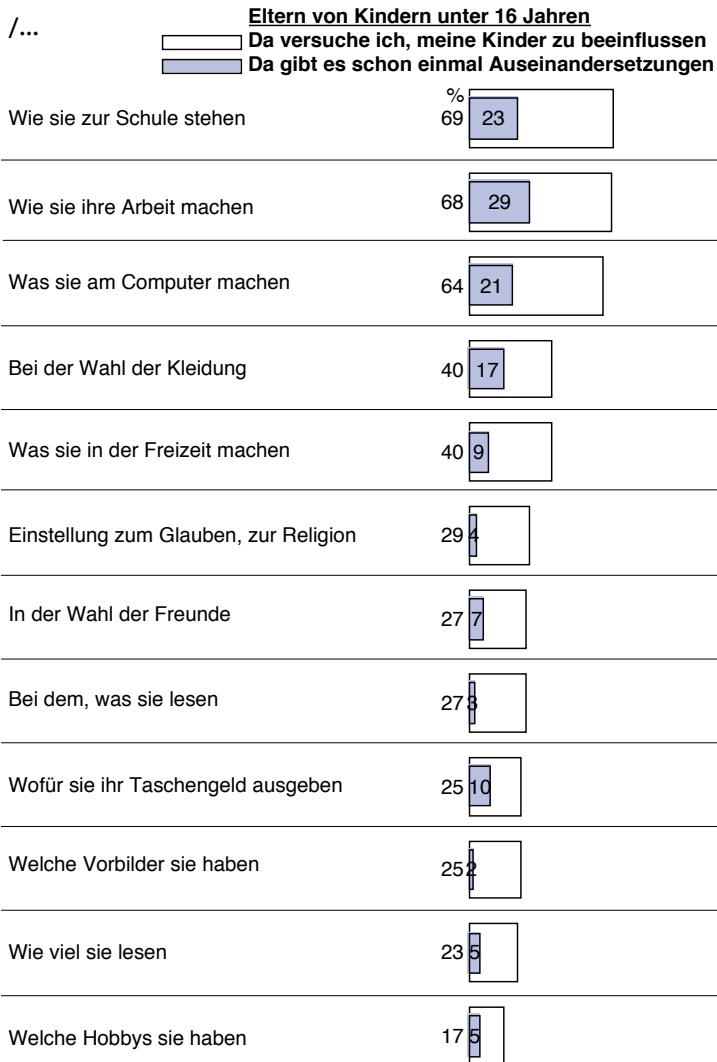 /...
Eltern von Kindern unter 16 Jahren
Da versuche ich, meine Kinder zu beeinflussen
Da gibt es schon einmal Auseinandersetzungen
%
Wie sie zur Schule stehen 69 23
Wie sie ihre Arbeit machen 68 29
Was sie am Computer machen 64 21
Bei der Wahl der Kleidung 40 17
Was sie in der Freizeit machen 40 9
Einstellung zum Glauben, zur Religion 29 4
In der Wahl der Freunde 27 7
Bei dem, was sie lesen 27 3
Wofür sie ihr Taschengeld ausgeben 25 10
Welche Vorbilder sie haben 25 2
Wie viel sie lesen 23 5
Welche Hobbys sie haben 17 5